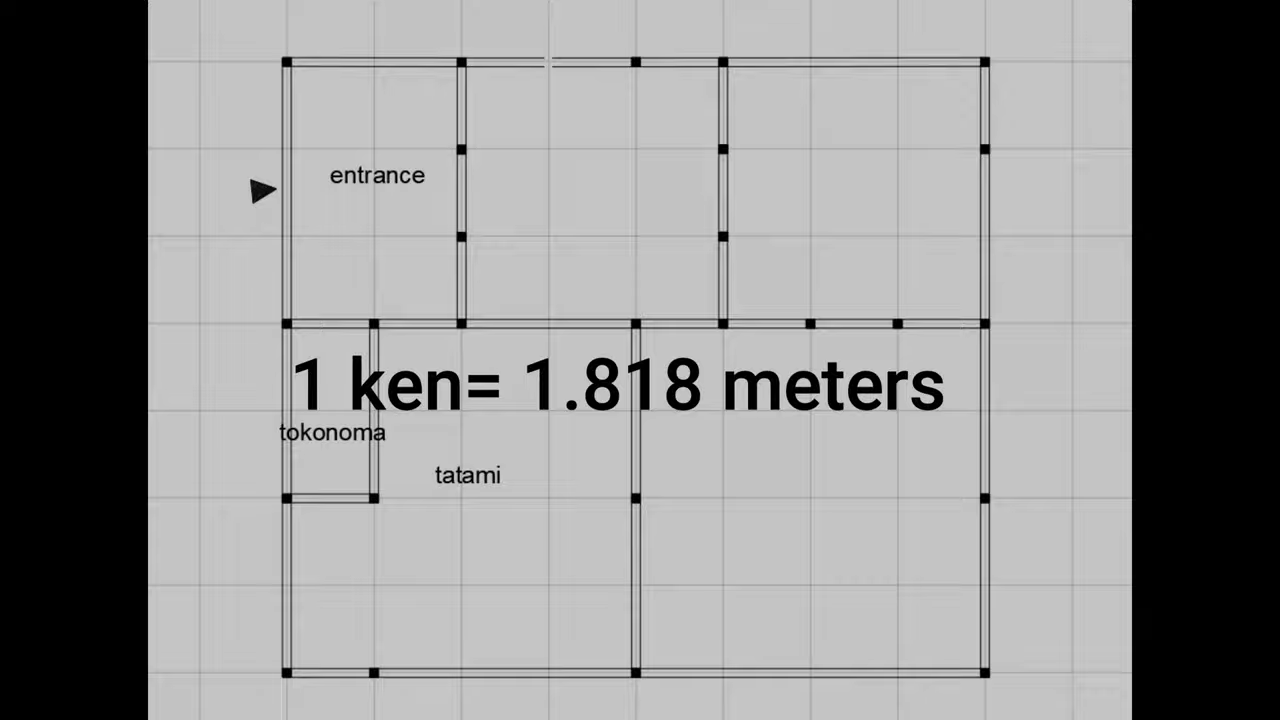 entrance
1 ken= 1.818 meters
tokonoma
tatami